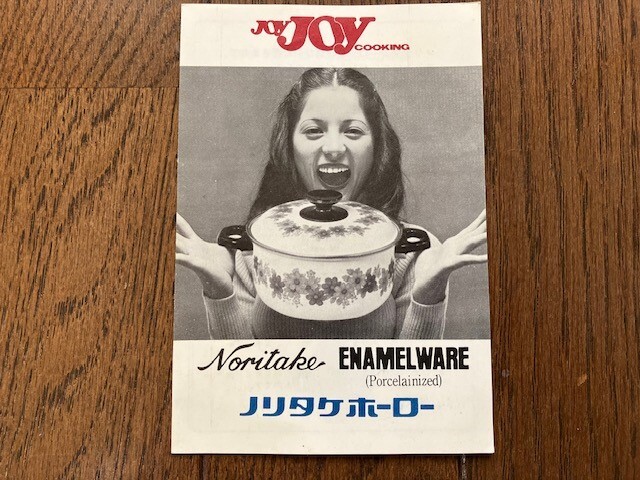 JOY JOY COOKING
Noritake ENAMELWARE
(Porcelainized)
ノリタケホーロー